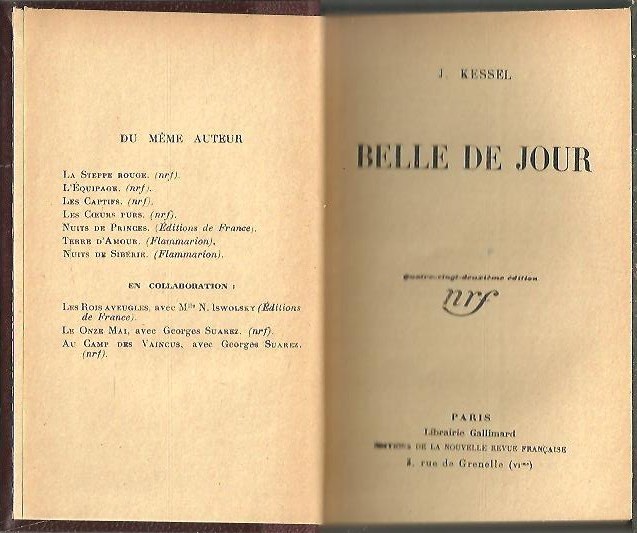 DU MÊME AUTEUR
LA STEPPE ROUGE. (nrf).
L'ÉQUIPAGE. (nrf).
LES CAPTIFS. (nrf).
LES CŒURS PURS. (nrf).
NUITS DE PRINCES. (Éditions de France).
TERRE D'AMOUR. (Flammarion).
NUITS DE SIBÉRIE. (Flammarion).
EN COLLABORATION :
LES ROIS AVEUGLES, avec Mlle N. ISWOLSKY (Éditions
de France).
LE ONZE MAI, avec Georges SUAREZ. (nrf).
AU CAMP DES VAINCUS, avec Georges SUAREZ.
(nrf).
J. KESSEL
BELLE DE JOUR
Quatre-vingt-deuxième édition
nrf
PARIS
Librairie Gallimard
ÉDITIONS DE LA NOUVELLE REVUE FRANÇAISE
3, rue de Grenelle (VIme)